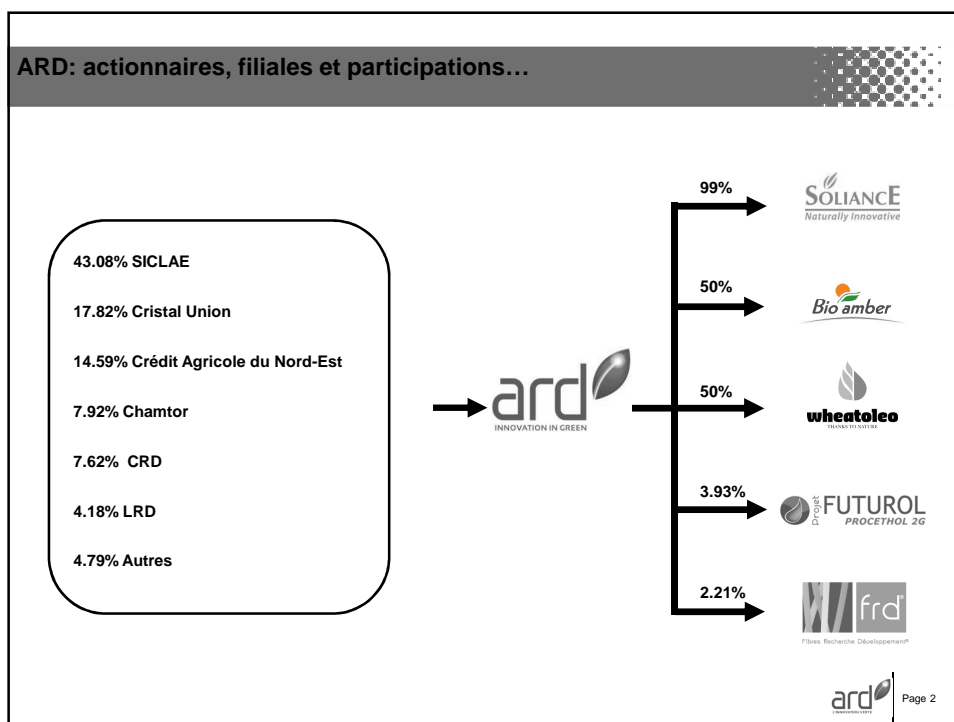 ARD: actionnaires, filiales et participations…
43.08% SICLAE
17.82% Cristal Union
14.59% Crédit Agricole du Nord-Est
7.92% Chamtor
7.62% CRD
4.18% LRD
4.79% Autres
ard
INNOVATION IN GREEN
99%
SOLIANCE
Naturally Innovative
50%
Bio amber
50%
wheatoleo
THANKS TO NATURE
3.93%
Projet FUTUROL
PROCETHOL 2G
2.21%
frd
Fibres Recherche Développement®
ard
L'INNOVATION VERTE
Page 2